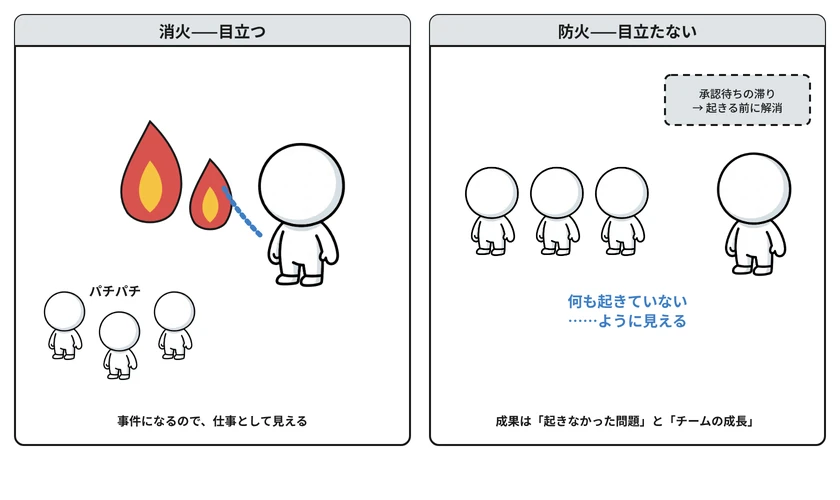 消火——目立つ
パチパチ
事件になるので、仕事として見える
防火——目立たない
承認待ちの滞り
→ 起きる前に解消
何も起きていない
……ように見える
成果は「起きなかった問題」と「チームの成長」